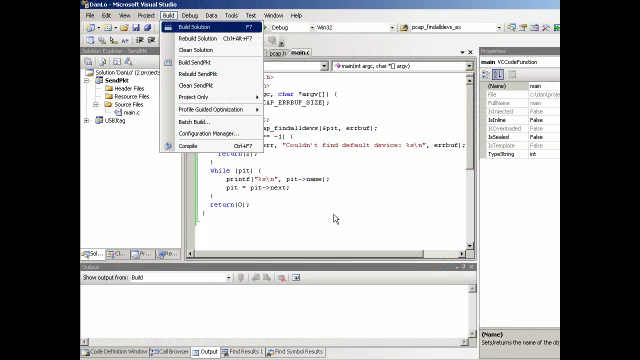 DanLo - Microsoft Visual Studio
File Edit View Project Build Debug Data Tools Test Window Help
Debug Win32 pcap_findalldevs_ex
Build Solution F7
Rebuild Solution Ctrl+Alt+F7
Clean Solution
Build SendPkt
Rebuild SendPkt
Clean SendPkt
Project Only
Profile Guided Optimization
Batch Build...
Configuration Manager...
Compile Ctrl+F7
Solution Explorer - SendPkt
Solution 'DanLo' (2 projects)
SendPkt
Header Files
Resource Files
Source Files
main.c
USBJtag
pcap.h main.c
main(int argc, char *argv[])
char *argv[]) {
_ERRBUF_SIZE];
ap_findalldevs(&pit, errbuf);
== -1) {
err, "Couldn't find default device: %s\n", errbuf);
}
while (pit) {
printf("%s\n", pit->name);
pit = pit->next;
}
return(0);
}
Properties
main VCCodeFunction
(Name) main
File
FullName main
IsInjected False
IsInline False
IsOverloaded False
IsSealed False
IsTemplate False
TypeString int
(Name)
Sets/returns the name of the
Output
Show output from: Build
Code Definition Window Call Browser Output Find Results 1 Find Symbol Results
Ready